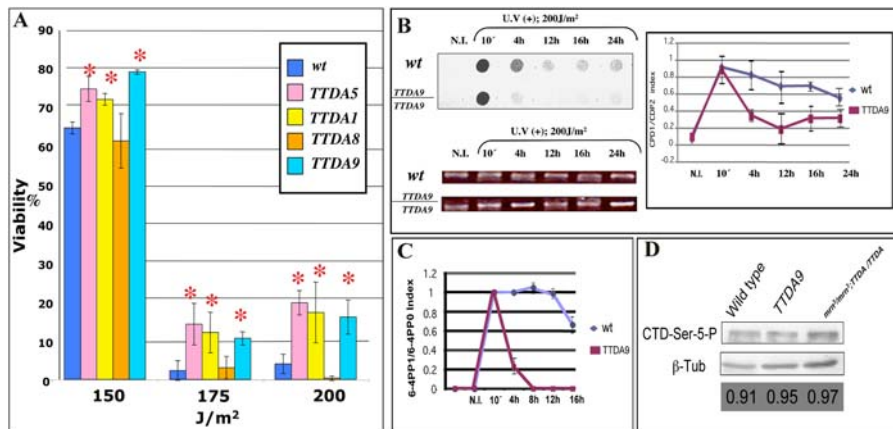 A
Viability
%
90
80
70
60
50
40
30
20
10
0
150
175
200
J/m²
wt
TTDA5
TTDA1
TTDA8
TTDA9
* * *
* * *
* * *
B
U.V (+); 200J/m²
N.I. 10´ 4h 12h 16h 24h
wt
TTDA9
TTDA9
U.V (+); 200J/m²
N.I. 10´ 4h 12h 16h 24h
wt
TTDA9
TTDA9
CPD1/CDP2 index
1.2
1
0.8
0.6
0.4
0.2
0
-0.2
N.I. 10´ 4h 12h 16h 24h
wt
TTDA9
C
6-4PP1/6-4PP0 Index
1.2
1
0.8
0.6
0.4
0.2
0
N.I. 10´ 4h 8h 12h 16h
wt
TTDA9
D
Wild type
TTDA9
TTDA/TTDA
CTD-Ser-5-P
β-Tub
0.91 0.95 0.97